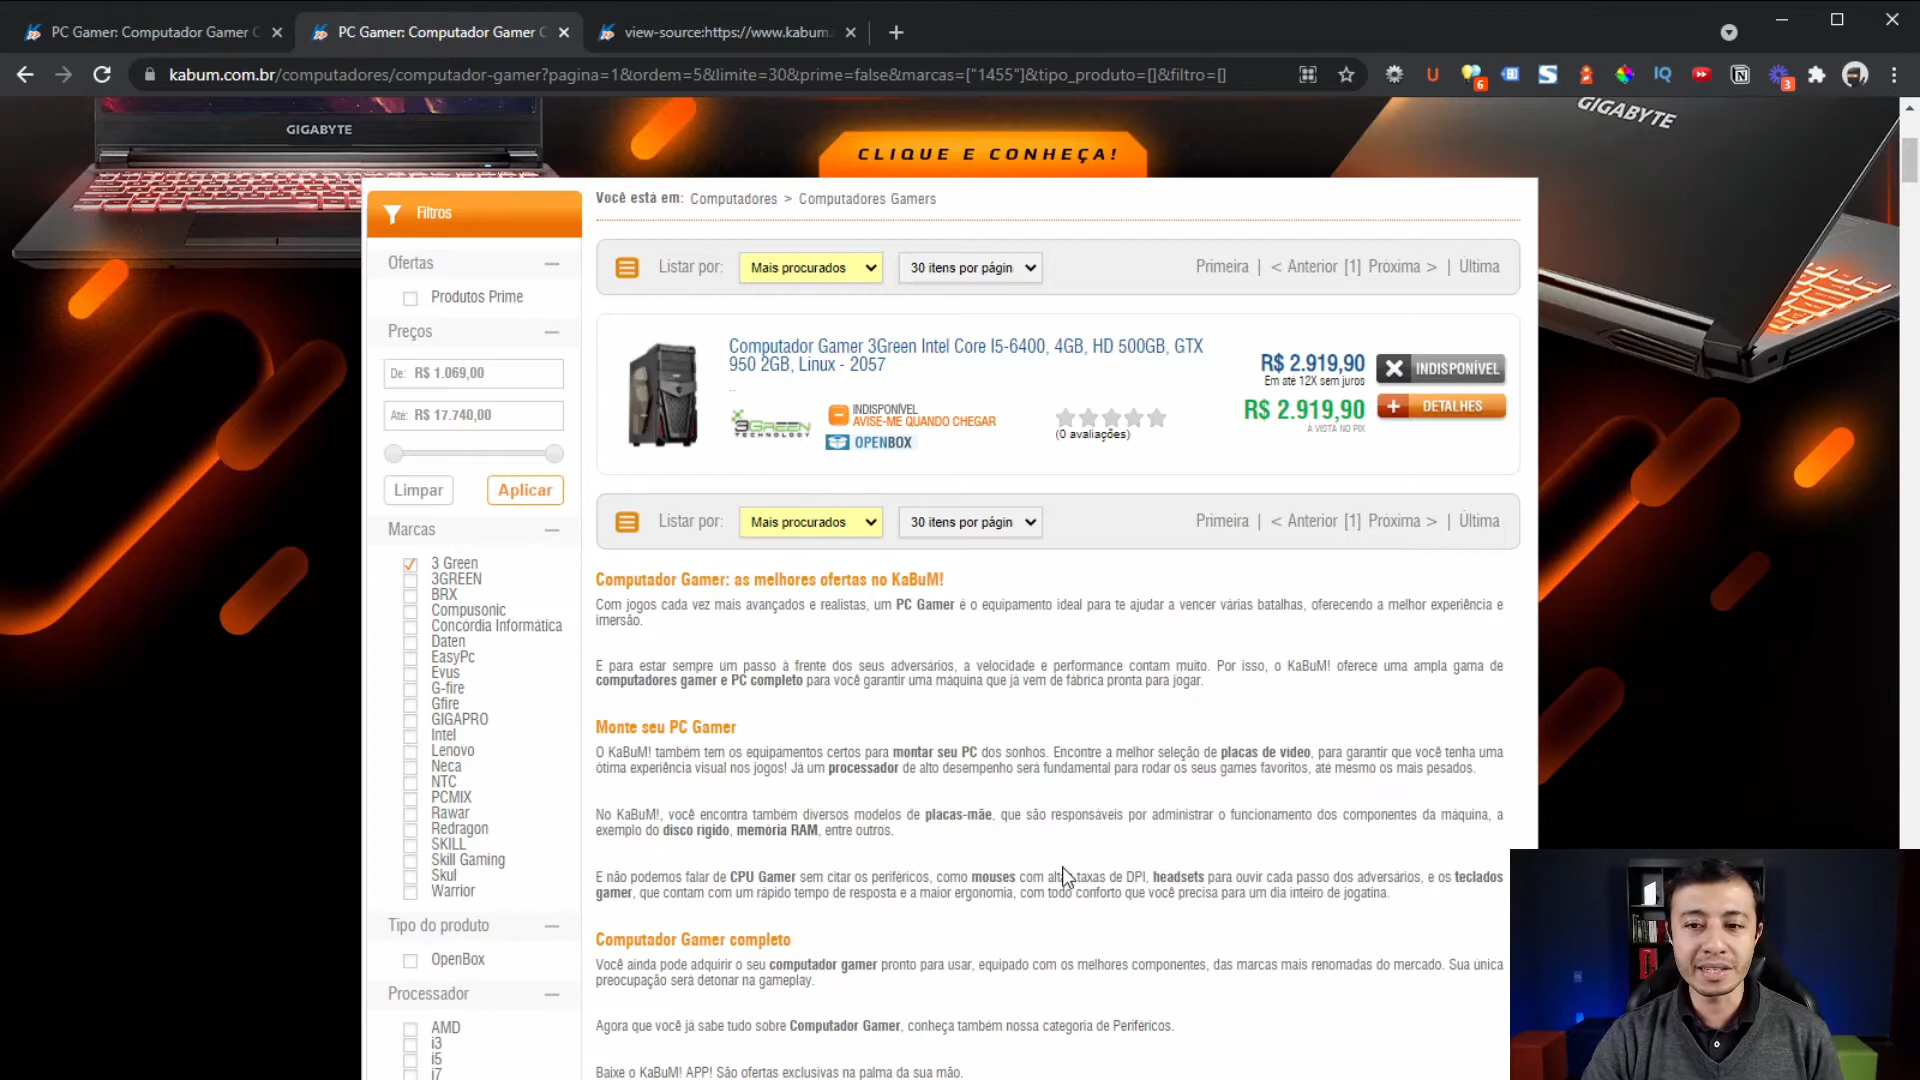 PC Gamer: Computador Gamer C
PC Gamer: Computador Gamer C
view-source:https://www.kabum.
kabum.com.br/computadores/computador-gamer?pagina=1&ordem=5&limite=30&prime=false&marcas=["1455"]&tipo_produto=[]&filtro=[]
U
6
S
IQ
N
3
GIGABYTE
GIGABYTE
CLIQUE E CONHEÇA!
Filtros
Ofertas
Produtos Prime
Preços
De: R$ 1.069,00
Ate: R$ 17.740,00
Limpar
Aplicar
Marcas
3 Green
3GREEN
BRX
Compusonic
Concórdia Informática
Daten
EasyPc
Evus
G-fire
Gfire
GIGAPRO
Intel
Lenovo
Neca
NTC
PCMIX
Rawar
Redragon
SKILL
Skill Gaming
Skul
Warrior
Tipo do produto
OpenBox
Processador
AMD
i3
i5
i7
Você está em: Computadores > Computadores Gamers
Listar por: Mais procurados 30 itens por págin Primeira | < Anterior [1] Próxima > | Última
Computador Gamer 3Green Intel Core I5-6400, 4GB, HD 500GB, GTX
950 2GB, Linux - 2057
...
3GREEN
TECHNOLOGY
INDISPONÍVEL
AVISE-ME QUANDO CHEGAR
OPENBOX
(0 avaliações)
R$ 2.919,90
Em até 12X sem juros
R$ 2.919,90
À VISTA NO PIX
INDISPONÍVEL
DETALHES
Listar por: Mais procurados 30 itens por págin Primeira | < Anterior [1] Próxima > | Última
Computador Gamer: as melhores ofertas no KaBuM!
Com jogos cada vez mais avançados e realistas, um PC Gamer é o equipamento ideal para te ajudar a vencer várias batalhas, oferecendo a melhor experiência e
imersão.
E para estar sempre um passo à frente dos seus adversários, a velocidade e performance contam muito. Por isso, o KaBuM! oferece uma ampla gama de
computadores gamer e PC completo para você garantir uma máquina que já vem de fábrica pronta para jogar.
Monte seu PC Gamer
O KaBuM! também tem os equipamentos certos para montar seu PC dos sonhos. Encontre a melhor seleção de placas de vídeo, para garantir que você tenha uma
ótima experiência visual nos jogos! Já um processador de alto desempenho será fundamental para rodar os seus games favoritos, até mesmo os mais pesados.
No KaBuM!, você encontra também diversos modelos de placas-mãe, que são responsáveis por administrar o funcionamento dos componentes da máquina, a
exemplo do disco rígido, memória RAM, entre outros.
E não podemos falar de CPU Gamer sem citar os periféricos, como mouses com altas taxas de DPI, headsets para ouvir cada passo dos adversários, e os teclados
gamer, que contam com um rápido tempo de resposta e a maior ergonomia, com todo conforto que você precisa para um dia inteiro de jogatina.
Computador Gamer completo
Você ainda pode adquirir o seu computador gamer pronto para usar, equipado com os melhores componentes, das marcas mais renomadas do mercado. Sua única
preocupação será detonar na gameplay.
Agora que você já sabe tudo sobre Computador Gamer, conheça também nossa categoria de Periféricos.
Baixe o KaBuM! APP! São ofertas exclusivas na palma da sua mão.